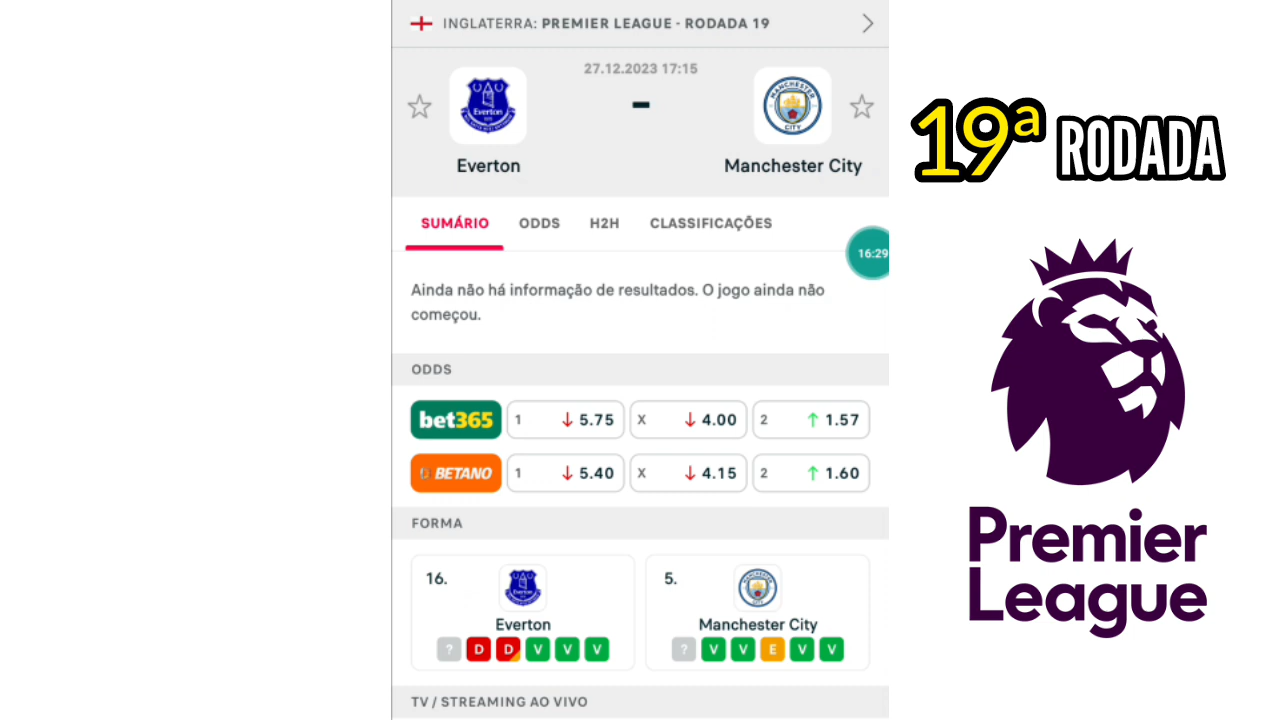 INGLATERRA: PREMIER LEAGUE - RODADA 19
27.12.2023 17:15
-
Everton
MANCHESTER
CITY
Everton
Manchester City
SUMÁRIO ODDS H2H CLASSIFICAÇÕES
16:29
Ainda não há informação de resultados. O jogo ainda não
começou.
ODDS
bet365 1 ↓ 5.75 X ↓ 4.00 2 ↑ 1.57
BETANO 1 ↓ 5.40 X ↓ 4.15 2 ↑ 1.60
FORMA
16.
5.
Everton
Manchester City
? D D V V V
? V V E V V
TV / STREAMING AO VIVO
19ª RODADA
Premier
League